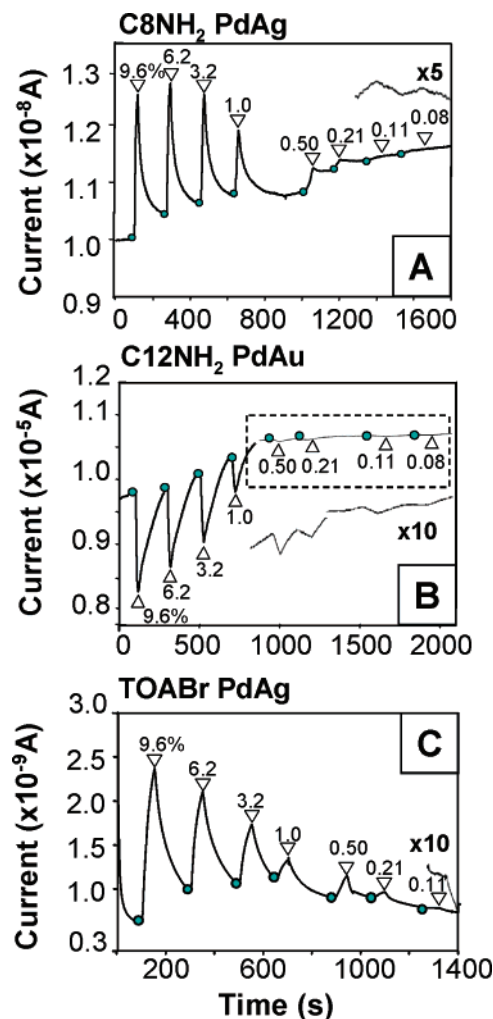 C8NH₂ PdAg
Current (x10⁻⁸A)
1.3
1.2
1.1
1.0
0.9
9.6%
6.2
3.2
1.0
0.50
0.21
0.11
0.08
x5
A
0 400 800 1200 1600
C12NH₂ PdAu
Current (x10⁻⁵A)
1.2
1.1
1.0
0.9
0.8
9.6%
6.2
3.2
1.0
0.50
0.21
0.11
0.08
x10
B
0 500 1000 1500 2000
TOABr PdAg
Current (x10⁻⁹A)
3.0
2.5
2.0
1.5
1.0
0.3
9.6%
6.2
3.2
1.0
0.50
0.21
0.11
x10
C
200 600 1000 1400
Time (s)